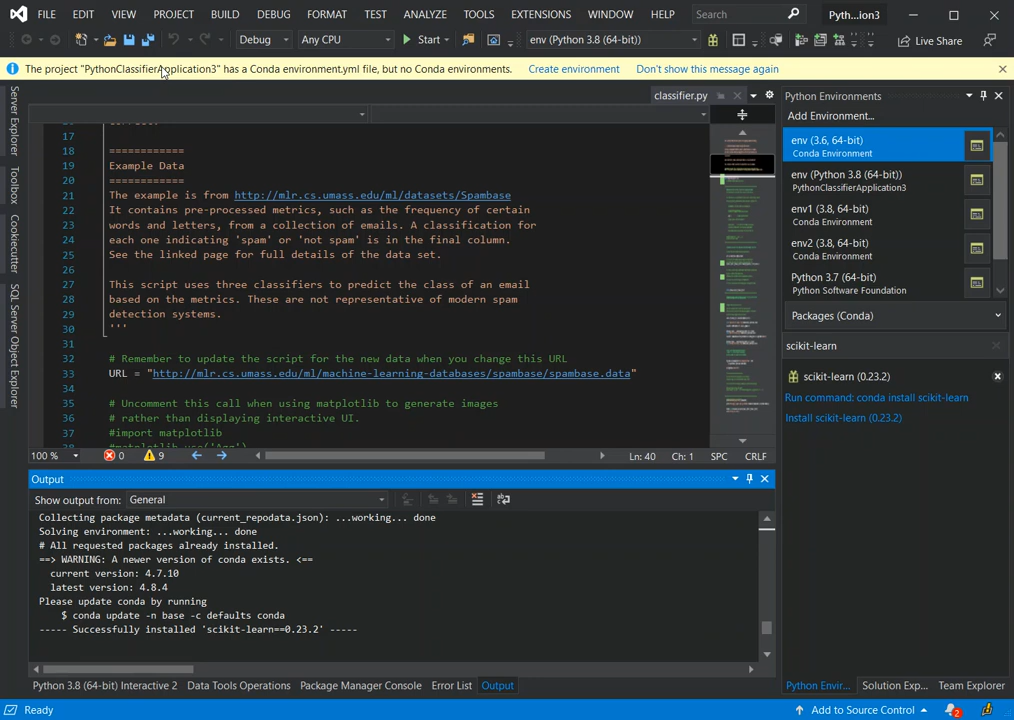 FILE EDIT VIEW PROJECT BUILD DEBUG FORMAT TEST ANALYZE TOOLS EXTENSIONS WINDOW HELP Search Pyth...ion3
Debug Any CPU Start env (Python 3.8 (64-bit)) Live Share
The project "PythonClassifierApplication3" has a Conda environment.yml file, but no Conda environments. Create environment Don't show this message again
Server Explorer
Toolbox
Cookiecutter
SQL Server Object Explorer
classifier.py
17
18 ============
19 Example Data
20 ============
21 The example is from http://mlr.cs.umass.edu/ml/datasets/Spambase
22 It contains pre-processed metrics, such as the frequency of certain
23 words and letters, from a collection of emails. A classification for
24 each one indicating 'spam' or 'not spam' is in the final column.
25 See the linked page for full details of the data set.
26
27 This script uses three classifiers to predict the class of an email
28 based on the metrics. These are not representative of modern spam
29 detection systems.
30 '''
31
32 # Remember to update the script for the new data when you change this URL
33 URL = "http://mlr.cs.umass.edu/ml/machine-learning-databases/spambase/spambase.data"
34
35 # Uncomment this call when using matplotlib to generate images
36 # rather than displaying interactive UI.
37 #import matplotlib
38 #matplotlib.use('Agg')
100 % 0 9 Ln: 40 Ch: 1 SPC CRLF
Output
Show output from: General
Collecting package metadata (current_repodata.json): ...working... done
Solving environment: ...working... done
# All requested packages already installed.
==> WARNING: A newer version of conda exists. <==
current version: 4.7.10
latest version: 4.8.4
Please update conda by running
$ conda update -n base -c defaults conda
----- Successfully installed 'scikit-learn==0.23.2' -----
Python 3.8 (64-bit) Interactive 2 Data Tools Operations Package Manager Console Error List Output
Python Environments
Add Environment...
env (3.6, 64-bit)
Conda Environment
env (Python 3.8 (64-bit))
PythonClassifierApplication3
env1 (3.8, 64-bit)
Conda Environment
env2 (3.8, 64-bit)
Conda Environment
Python 3.7 (64-bit)
Python Software Foundation
Packages (Conda)
scikit-learn
scikit-learn (0.23.2)
Run command: conda install scikit-learn
Install scikit-learn (0.23.2)
Python Envir... Solution Exp... Team Explorer
Ready Add to Source Control 2